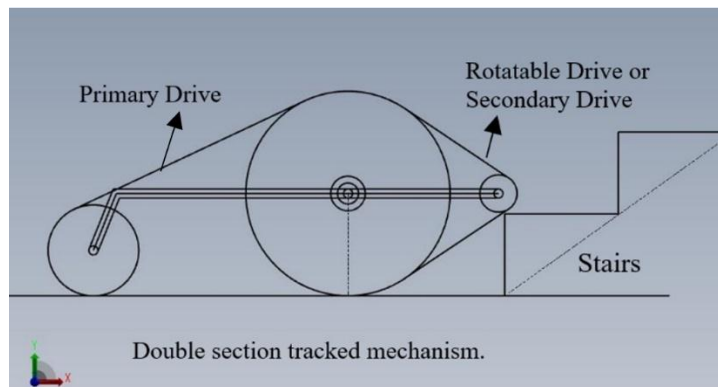 Primary Drive
Rotatable Drive or
Secondary Drive
Stairs
Double section tracked mechanism.
Y
X